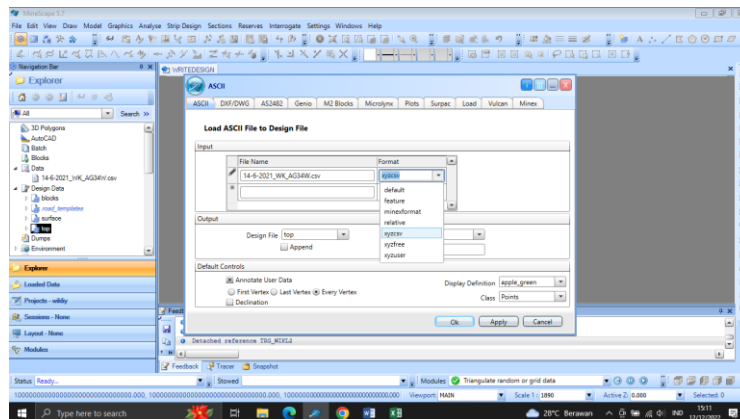 MineScape 5.7
File Edit View Draw Model Graphics Analyse Strip Design Sections Reserves Interrogate Settings Windows Help
Navigation Bar
WRITEDESIGN
Explorer
All
Search >>
3D Polygons
AutoCAD
Batch
Blocks
Data
14-6-2021_WK_AG34W.csv
Design Data
blocks
road_templates
surface
top
Dumps
Environment
Explorer
Loaded Data
Projects - wikliy
Sessions - None
Layout - None
Modules
ASCII
ASCII DXF/DWG AS2482 Genio M2 Blocks Microlynx Plots Surpac Load Vulcan Minex
Load ASCII File to Design File
Input
File Name Format
14-6-2021_WK_AG34W.csv xyzcsv
default
feature
minexformat
relative
xyzcsv
xyzfree
xyzuser
Output
Design File top
Append
Default Controls
Annotate User Data
First Vertex Last Vertex Every Vertex
Declination
Display Definition apple_green
Class Points
Ok Apply Cancel
Detached reference TRG_WIKL2
Feedback Tracer Snapshot
Status Ready... Stowed Modules Triangulate random or grid data
Viewport: MAIN Scale 1 : 1890 Active Z: 0.000 Selected: 0
Type here to search
28°C Berawan IND 15:11
12/12/2022